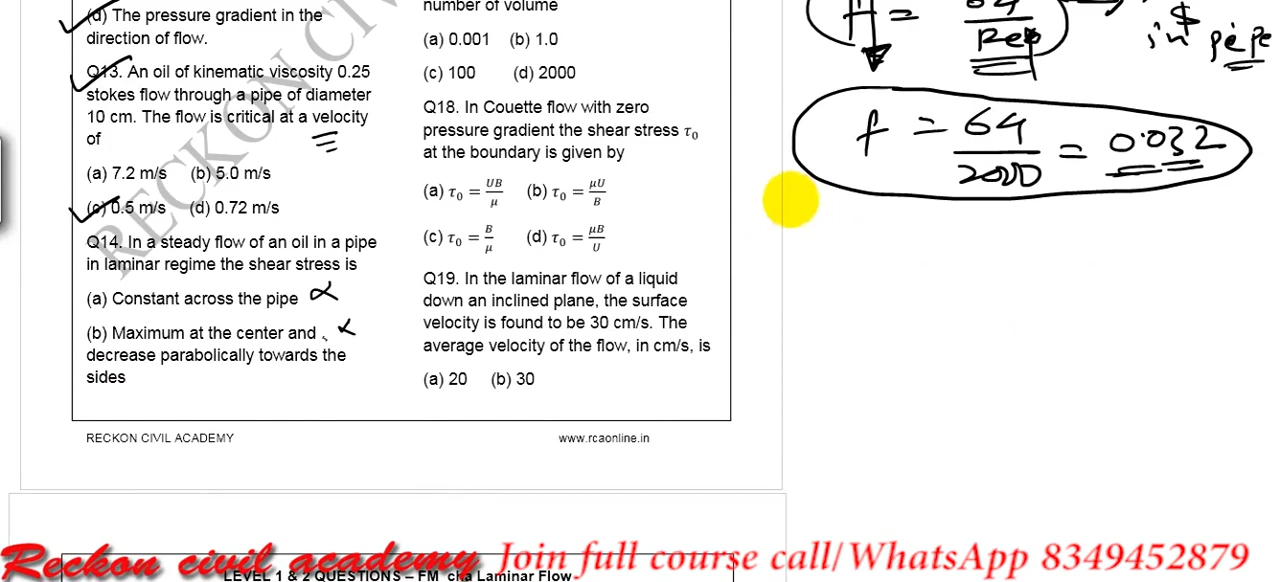 (d) The pressure gradient in the
direction of flow.
Q13. An oil of kinematic viscosity 0.25
stokes flow through a pipe of diameter
10 cm. The flow is critical at a velocity
of
(a) 7.2 m/s (b) 5.0 m/s
(c) 0.5 m/s (d) 0.72 m/s
Q14. In a steady flow of an oil in a pipe
in laminar regime the shear stress is
(a) Constant across the pipe
(b) Maximum at the center and
decrease parabolically towards the
sides
number of volume
(a) 0.001 (b) 1.0
(c) 100 (d) 2000
Q18. In Couette flow with zero
pressure gradient the shear stress τ₀
at the boundary is given by
(a) τ₀ = UB/μ (b) τ₀ = μU/B
(c) τ₀ = B/μ (d) τ₀ = μB/U
Q19. In the laminar flow of a liquid
down an inclined plane, the surface
velocity is found to be 30 cm/s. The
average velocity of the flow, in cm/s, is
(a) 20 (b) 30
RECKON CIVIL ACADEMY www.rcaonline.in
RECKON CIV
in pipe
f = 64/2000 = 0.032
Reckon civil academy Join full course call/WhatsApp 8349452879
LEVEL 1 & 2 QUESTIONS – FM cha Laminar Flow